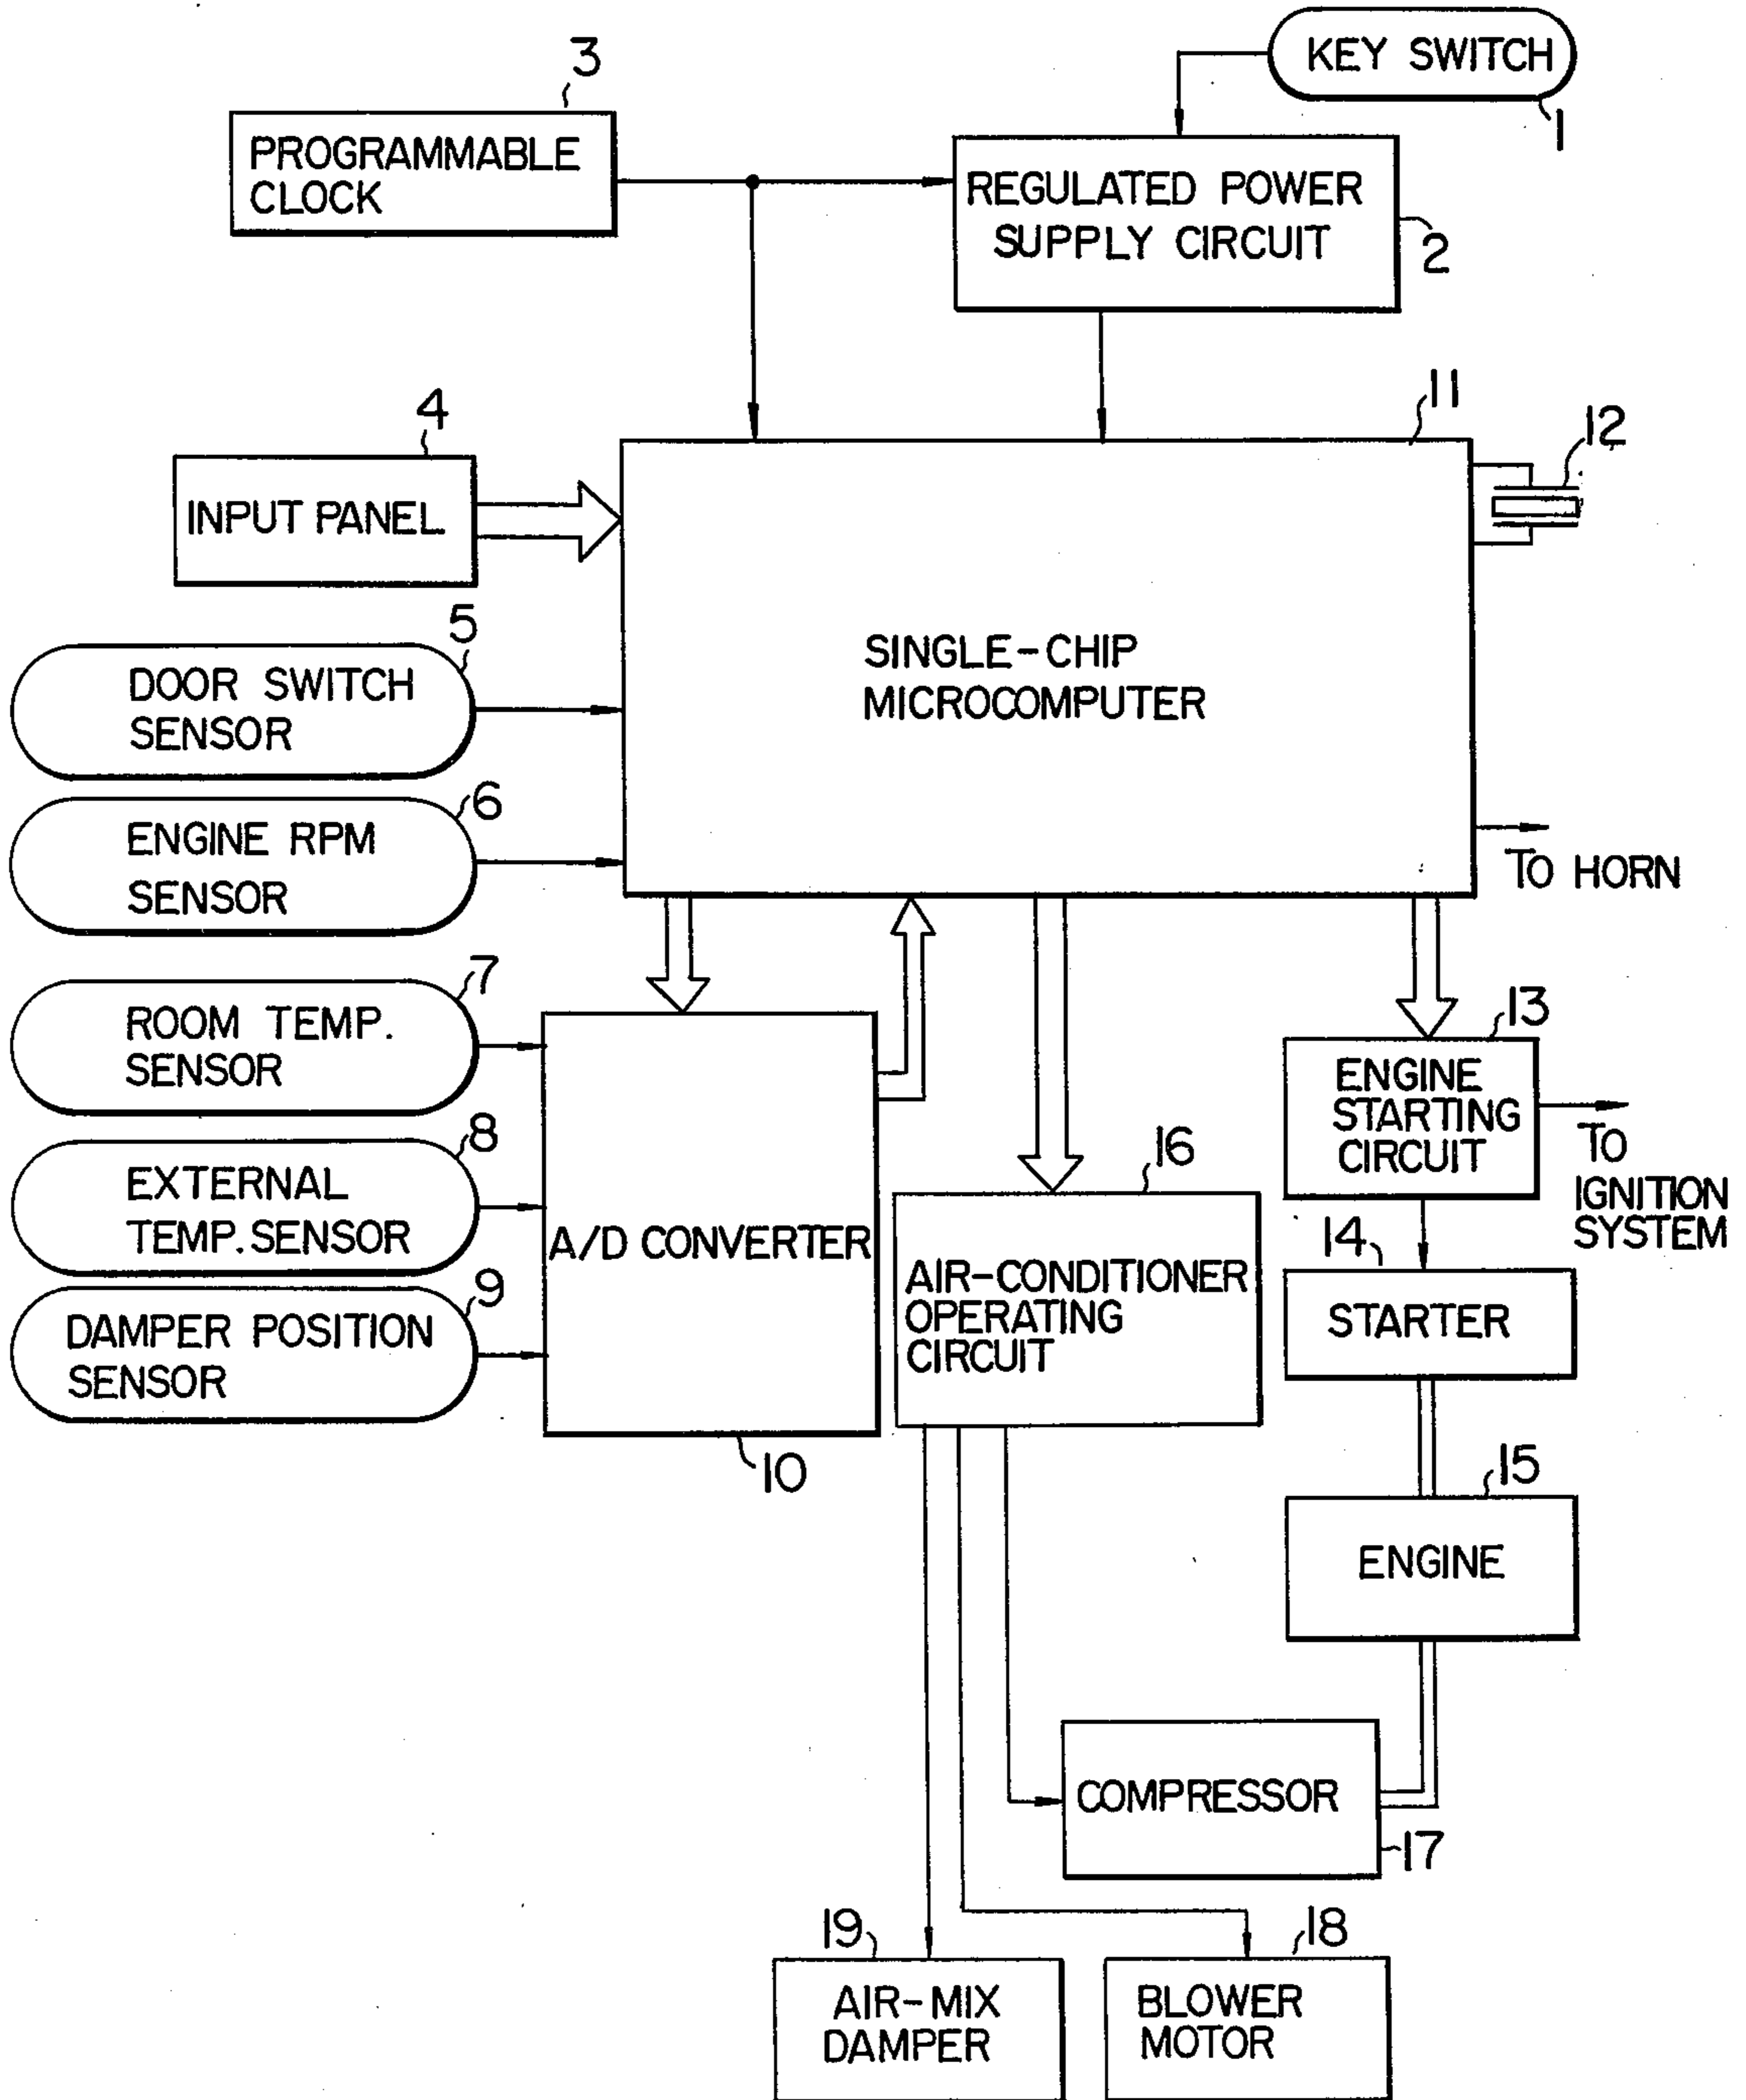 3
KEY SWITCH
1
PROGRAMMABLE
CLOCK
REGULATED POWER
SUPPLY CIRCUIT
2
4
11
12
INPUT PANEL
5
DOOR SWITCH
SENSOR
SINGLE-CHIP
MICROCOMPUTER
6
ENGINE RPM
SENSOR
TO HORN
7
ROOM TEMP.
SENSOR
13
ENGINE
STARTING
CIRCUIT
TO
IGNITION
SYSTEM
8
EXTERNAL
TEMP. SENSOR
A/D CONVERTER
16
AIR-CONDITIONER
OPERATING
CIRCUIT
14
STARTER
9
DAMPER POSITION
SENSOR
10
15
ENGINE
COMPRESSOR
17
19
18
AIR-MIX
DAMPER
BLOWER
MOTOR